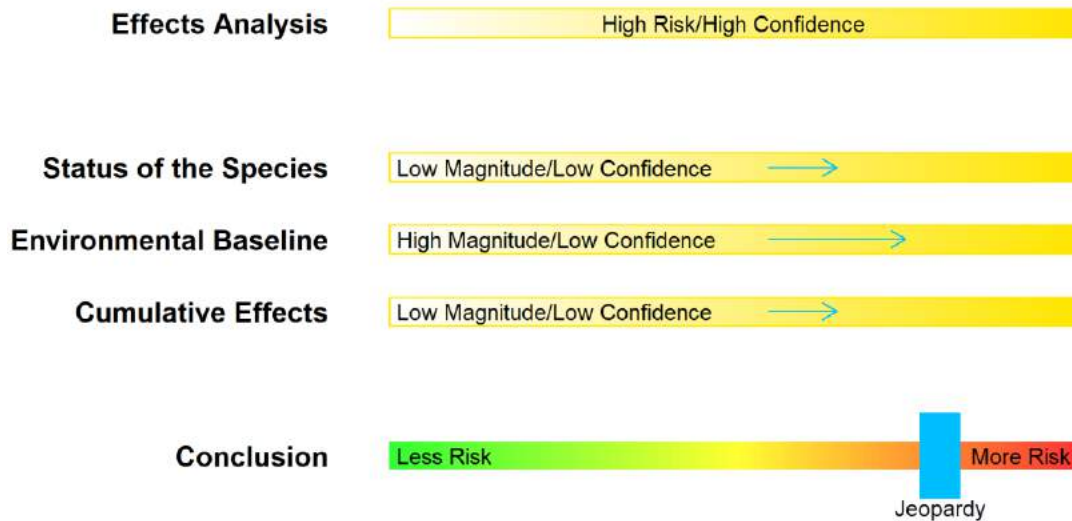 Effects Analysis High Risk/High Confidence
Status of the Species Low Magnitude/Low Confidence
Environmental Baseline High Magnitude/Low Confidence
Cumulative Effects Low Magnitude/Low Confidence
Conclusion Less Risk More Risk
Jeopardy